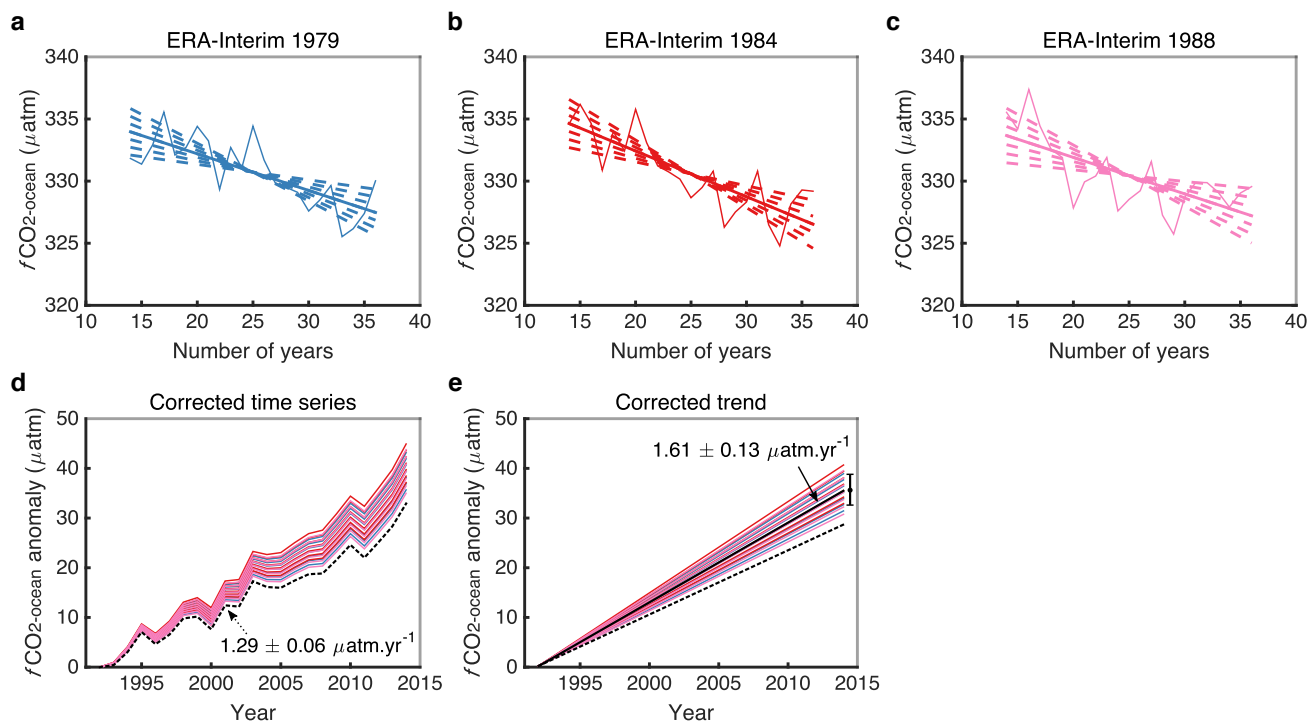 a
ERA-Interim 1979
340
335
330
325
320
10 15 20 25 30 35 40
fCO2-ocean (μatm)
Number of years
b
ERA-Interim 1984
340
335
330
325
320
10 15 20 25 30 35 40
fCO2-ocean (μatm)
Number of years
c
ERA-Interim 1988
340
335
330
325
320
10 15 20 25 30 35 40
fCO2-ocean (μatm)
Number of years
d
Corrected time series
50
40
30
20
10
0
1995 2000 2005 2010 2015
fCO2-ocean anomaly (μatm)
1.29 ± 0.06 μatm.yr-1
Year
e
Corrected trend
50
40
30
20
10
0
1995 2000 2005 2010 2015
fCO2-ocean anomaly (μatm)
1.61 ± 0.13 μatm.yr-1
Year